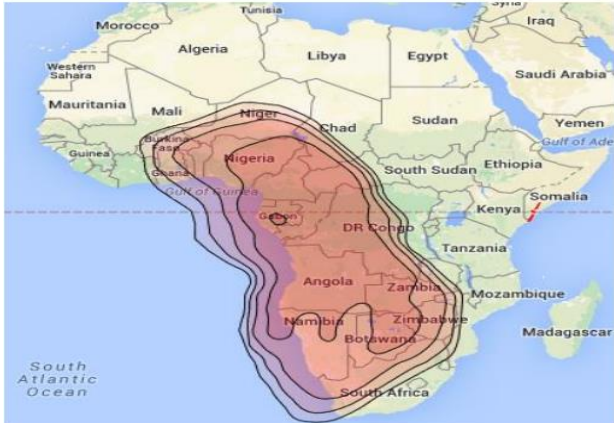 Tunisia
Morocco
Syria
Iraq
Algeria
Libya
Egypt
Western
Sahara
Saudi Arabia
Mauritania
Mali
Niger
Chad
Sudan
Yemen
Burkina
Faso
Gulf of Ade
Guinea
Nigeria
Ghana
South Sudan
Ethiopia
Gulf of Guinea
Somalia
Gabon
Kenya
DR Congo
Tanzania
Angola
Zambia
Mozambique
Namibia
Zimbabwe
Madagascar
Botswana
South
Atlantic
Ocean
South Africa